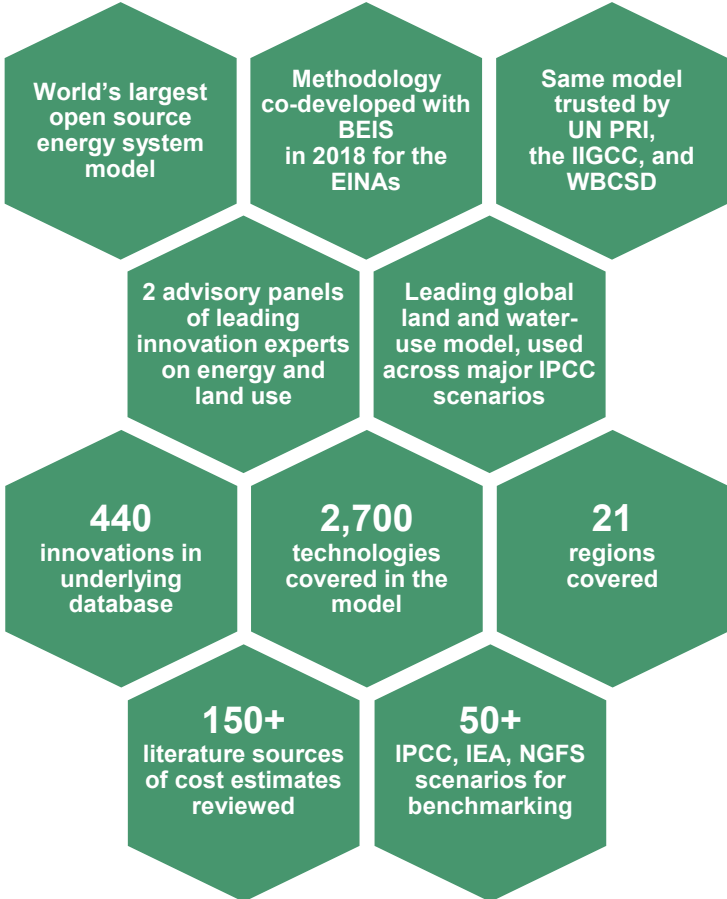 World's largest
open source
energy system
model
Methodology
co-developed with
BEIS
in 2018 for the
EINAs
Same model
trusted by
UN PRI,
the IIGCC, and
WBCSD
2 advisory panels
of leading
innovation experts
on energy and
land use
Leading global
land and water-
use model, used
across major IPCC
scenarios
440
innovations in
underlying
database
2,700
technologies
covered in the
model
21
regions
covered
150+
literature sources
of cost estimates
reviewed
50+
IPCC, IEA, NGFS
scenarios for
benchmarking